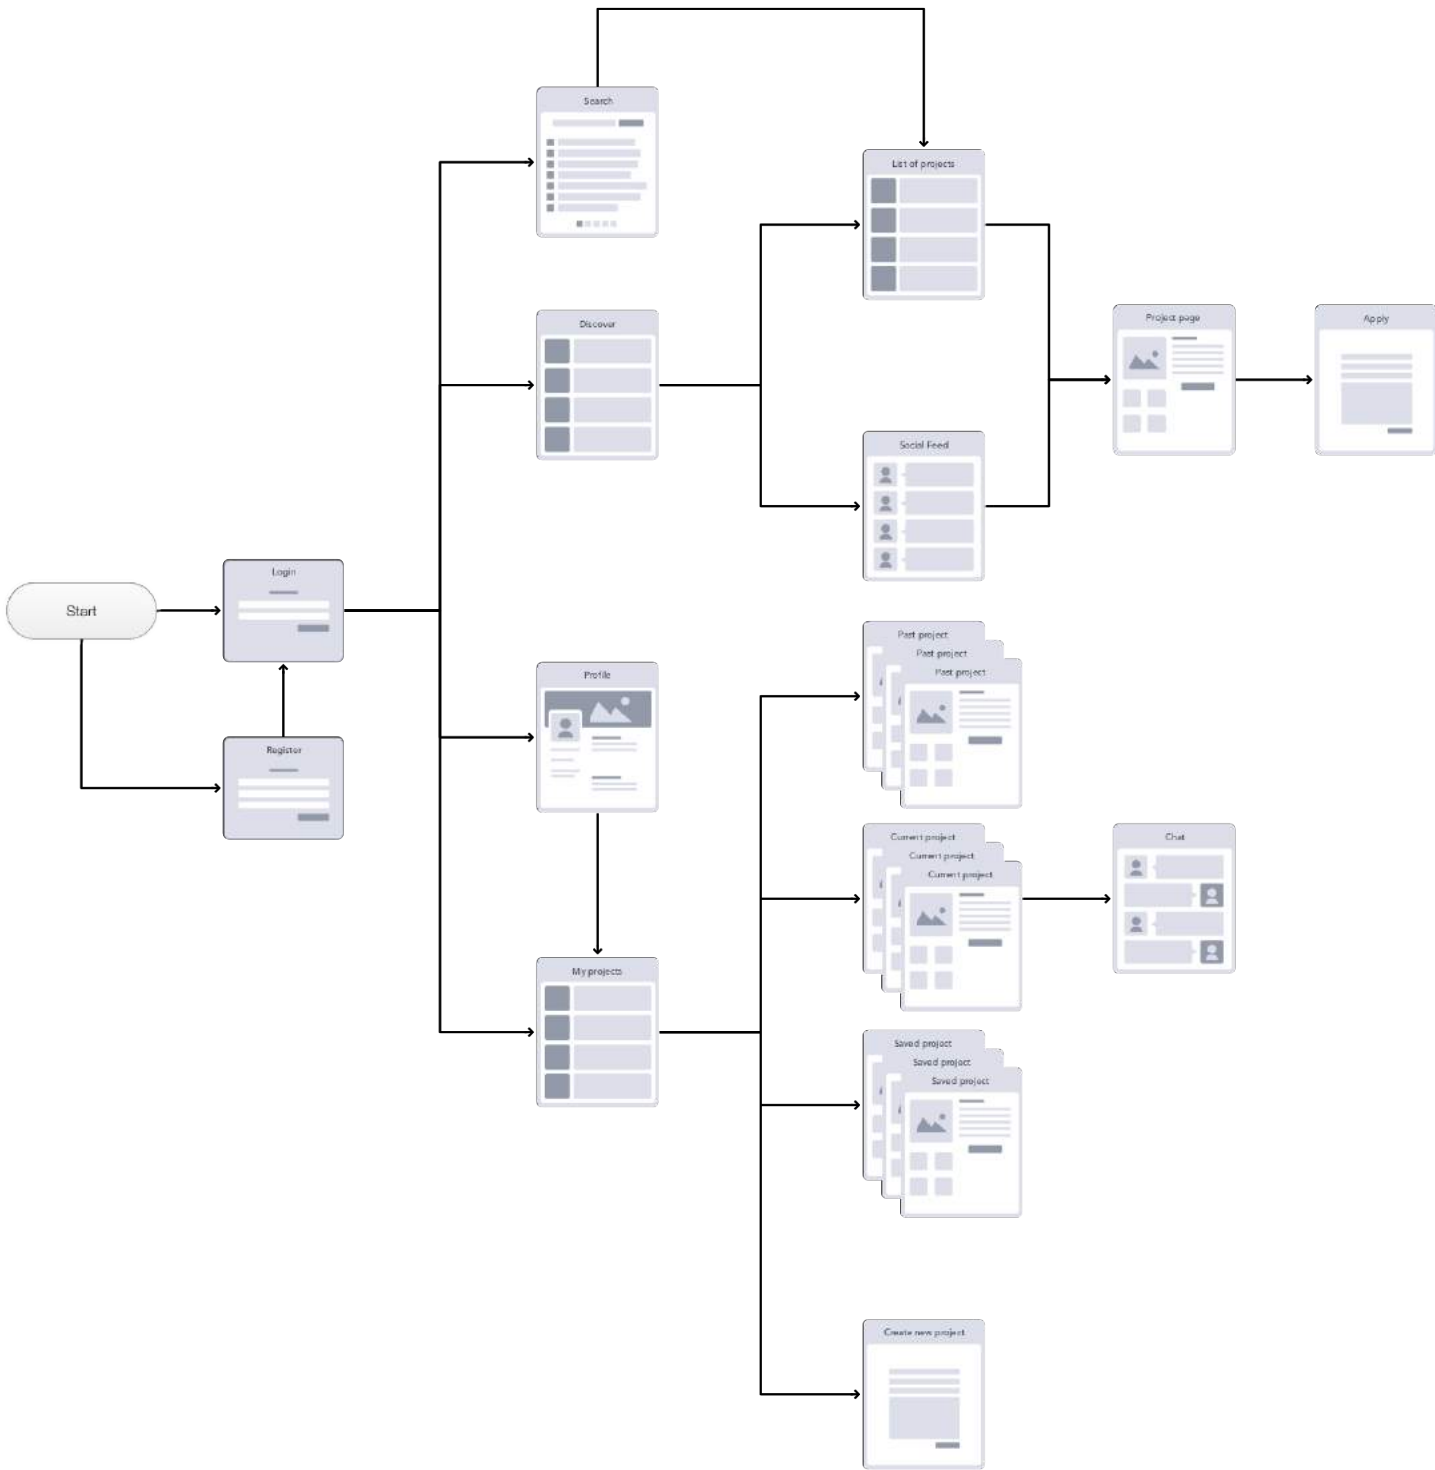 Search
List of projects
Discover
Project page
Apply
Social Feed
Login
Start
Past project
Past project
Profile
Past project
Register
Current project
Chat
Current project
Current project
My projects
Saved project
Saved project
Saved project
Create new project